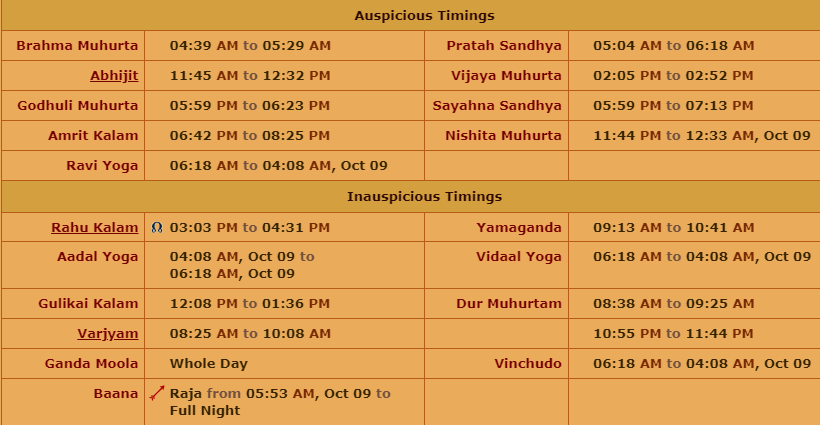 Auspicious Timings
Brahma Muhurta 04:39 AM to 05:29 AM Pratah Sandhya 05:04 AM to 06:18 AM
Abhijit 11:45 AM to 12:32 PM Vijaya Muhurta 02:05 PM to 02:52 PM
Godhuli Muhurta 05:59 PM to 06:23 PM Sayahna Sandhya 05:59 PM to 07:13 PM
Amrit Kalam 06:42 PM to 08:25 PM Nishita Muhurta 11:44 PM to 12:33 AM, Oct 09
Ravi Yoga 06:18 AM to 04:08 AM, Oct 09
Inauspicious Timings
Rahu Kalam 03:03 PM to 04:31 PM Yamaganda 09:13 AM to 10:41 AM
Aadal Yoga 04:08 AM, Oct 09 to Vidaal Yoga 06:18 AM to 04:08 AM, Oct 09
06:18 AM, Oct 09
Gulikai Kalam 12:08 PM to 01:36 PM Dur Muhurtam 08:38 AM to 09:25 AM
Varjyam 08:25 AM to 10:08 AM 10:55 PM to 11:44 PM
Ganda Moola Whole Day Vinchudo 06:18 AM to 04:08 AM, Oct 09
Baana Raja from 05:53 AM, Oct 09 to
Full Night